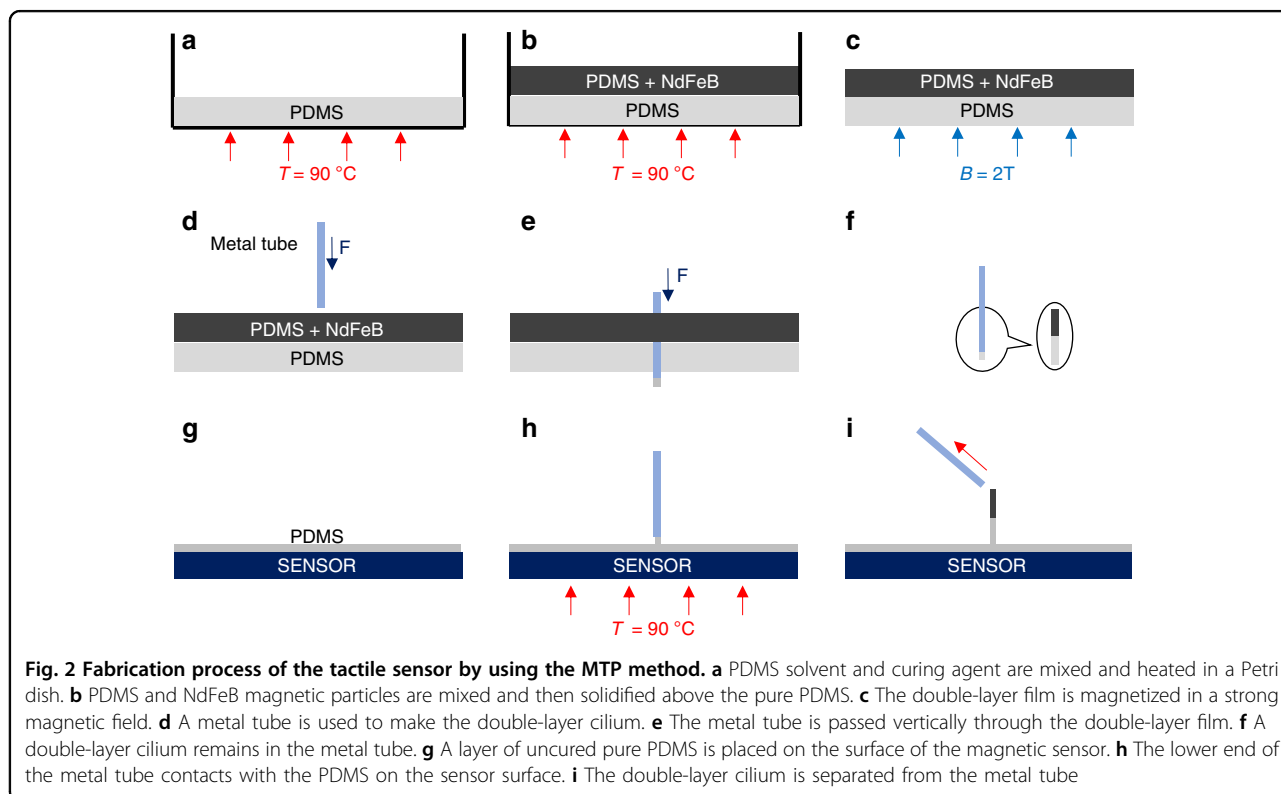 a
PDMS
T = 90 °C
b
PDMS + NdFeB
PDMS
T = 90 °C
c
PDMS + NdFeB
PDMS
B = 2T
d
Metal tube
F
PDMS + NdFeB
PDMS
e
F
f
g
PDMS
SENSOR
h
SENSOR
T = 90 °C
i
SENSOR
Fig. 2 Fabrication process of the tactile sensor by using the MTP method. a PDMS solvent and curing agent are mixed and heated in a Petri
dish. b PDMS and NdFeB magnetic particles are mixed and then solidified above the pure PDMS. c The double-layer film is magnetized in a strong
magnetic field. d A metal tube is used to make the double-layer cilium. e The metal tube is passed vertically through the double-layer film. f A
double-layer cilium remains in the metal tube. g A layer of uncured pure PDMS is placed on the surface of the magnetic sensor. h The lower end of
the metal tube contacts with the PDMS on the sensor surface. i The double-layer cilium is separated from the metal tube